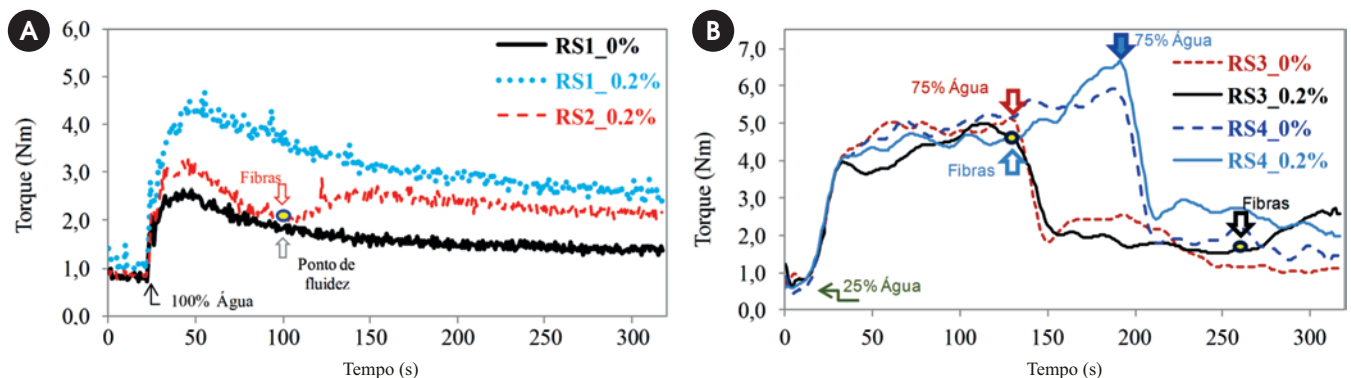 A
6,0
5,0
4,0
3,0
2,0
1,0
0,0
Torque (Nm)
RS1_0%
RS1_ 0.2%
RS2_0.2%
Fibras
Ponto de
fluidez
100% Água
0 50 100 150 200 250 300
Tempo (s)
B
7,0
6,0
5,0
4,0
3,0
2,0
1,0
0,0
Torque (Nm)
75% Água
75% Água
RS3_0%
RS3_0.2%
RS4_0%
RS4_0.2%
Fibras
Fibras
25% Água
0 50 100 150 200 250 300
Tempo (s)